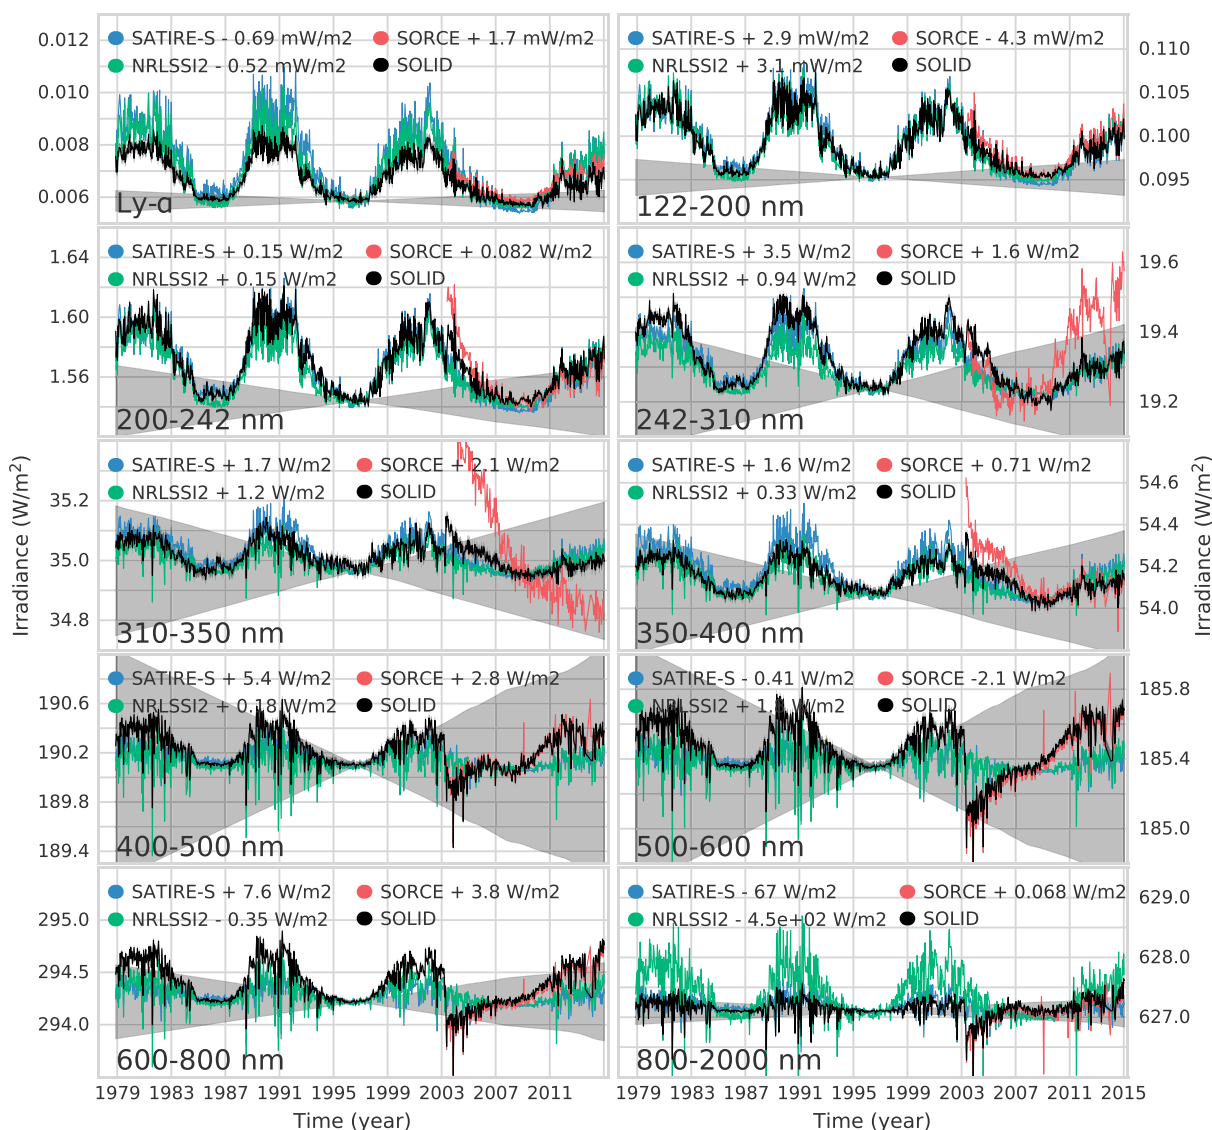 SATIRE-S - 0.69 mW/m2 SORCE + 1.7 mW/m2
NRLSSI2 - 0.52 mW/m2 SOLID
0.012
0.010
0.008
0.006
Ly-α
SATIRE-S + 2.9 mW/m2 SORCE - 4.3 mW/m2
NRLSSI2 + 3.1 mW/m2 SOLID
0.110
0.105
0.100
0.095
122-200 nm
SATIRE-S + 0.15 W/m2 SORCE + 0.082 W/m2
NRLSSI2 + 0.15 W/m2 SOLID
1.64
1.60
1.56
200-242 nm
SATIRE-S + 3.5 W/m2 SORCE + 1.6 W/m2
NRLSSI2 + 0.94 W/m2 SOLID
19.6
19.4
19.2
242-310 nm
Irradiance (W/m²)
SATIRE-S + 1.7 W/m2 SORCE + 2.1 W/m2
NRLSSI2 + 1.2 W/m2 SOLID
35.2
35.0
34.8
310-350 nm
SATIRE-S + 1.6 W/m2 SORCE + 0.71 W/m2
NRLSSI2 + 0.33 W/m2 SOLID
54.6
54.4
54.2
54.0
350-400 nm
Irradiance (W/m²)
SATIRE-S + 5.4 W/m2 SORCE + 2.8 W/m2
NRLSSI2 + 0.18 W/m2 SOLID
190.6
190.2
189.8
189.4
400-500 nm
SATIRE-S - 0.41 W/m2 SORCE -2.1 W/m2
NRLSSI2 + W/m2 SOLID
185.8
185.4
185.0
500-600 nm
SATIRE-S + 7.6 W/m2 SORCE + 3.8 W/m2
NRLSSI2 - 0.35 W/m2 SOLID
295.0
294.5
294.0
600-800 nm
SATIRE-S - 67 W/m2 SORCE + 0.068 W/m2
NRLSSI2 - 4.5e+02 W/m2 SOLID
629.0
628.0
627.0
800-2000 nm
1979 1983 1987 1991 1995 1999 2003 2007 2011
1979 1983 1987 1991 1995 1999 2003 2007 2011 2015
Time (year)
Time (year)